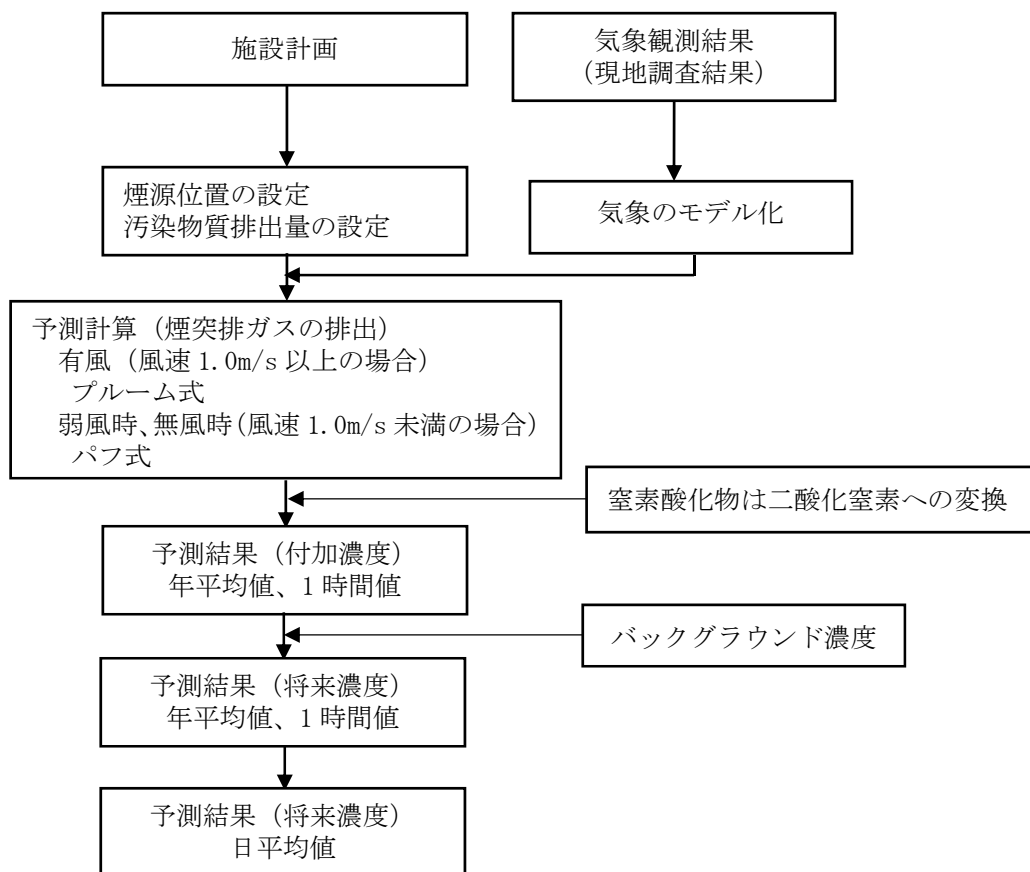 施設計画
気象観測結果
(現地調査結果)
煙源位置の設定
汚染物質排出量の設定
気象のモデル化
予測計算(煙突排ガスの排出)
有風(風速 1.0m/s 以上の場合)
プルーム式
弱風時、無風時(風速 1.0m/s 未満の場合)
パフ式
窒素酸化物は二酸化窒素への変換
予測結果(付加濃度)
年平均値、1 時間値
バックグラウンド濃度
予測結果(将来濃度)
年平均値、1 時間値
予測結果(将来濃度)
日平均値